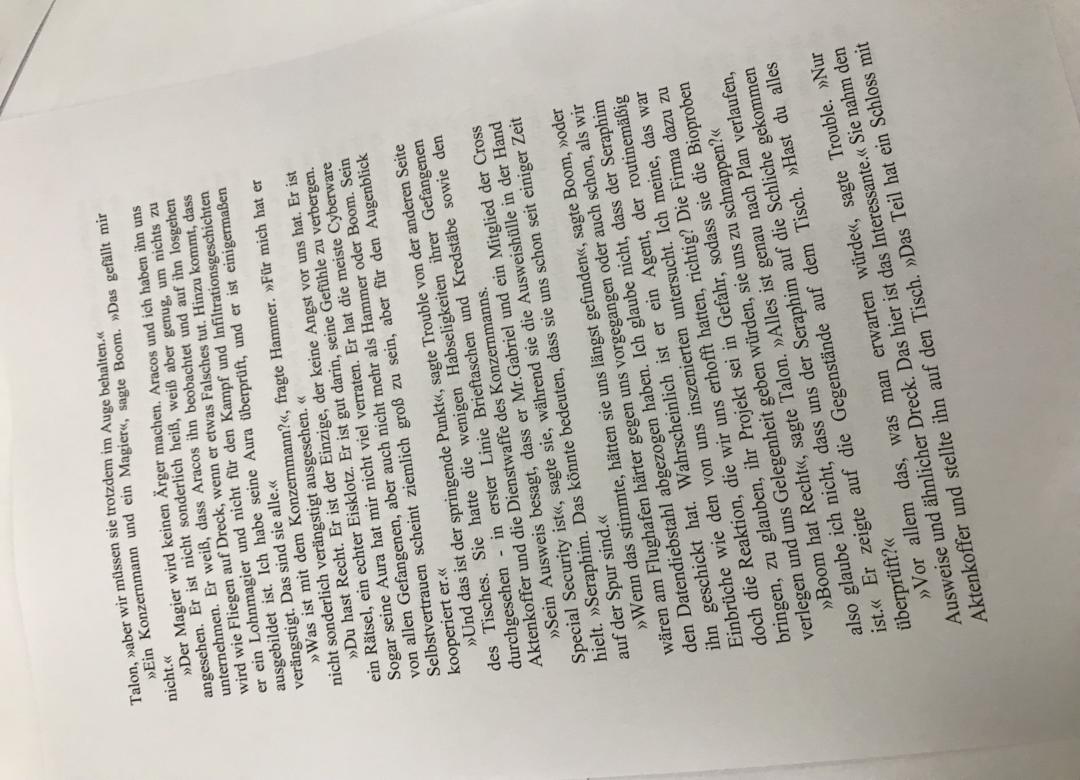 Talon, »aber wir müssen sie trotzdem im Auge behalten.«
»Ein Konzernmann und ein Magier«, sagte Boom. »Das gefällt mir
nicht.«
»Der Magier wird keinen Ärger machen. Aracos und ich haben ihn uns
angesehen. Er ist nicht sonderlich heiß, weiß aber genug, um nichts zu
unternehmen. Er weiß, dass Aracos ihn beobachtet und auf ihn losgehen
wird wie Fliegen auf Dreck, wenn er etwas Falsches tut. Hinzu kommt, dass
er ein Lohnmagier und nicht für den Kampf und Infiltrationsgeschichten
ausgebildet ist. Ich habe seine Aura überprüft, und er ist einigermaßen
verängstigt. Das sind sie alle.«
»Was ist mit dem Konzernmann?«, fragte Hammer. »Für mich hat er
nicht sonderlich verängstigt ausgesehen. «
»Du hast Recht. Er ist der Einzige, der keine Angst vor uns hat. Er ist
ein Rätsel, ein echter Eisklotz. Er ist gut darin, seine Gefühle zu verbergen.
Sogar seine Aura hat mir nicht viel verraten. Er hat die meiste Cyberware
von allen Gefangenen, aber auch nicht mehr als Hammer oder Boom. Sein
Selbstvertrauen scheint ziemlich groß zu sein, aber für den Augenblick
kooperiert er.«
»Und das ist der springende Punkt«, sagte Trouble von der anderen Seite
des Tisches. Sie hatte die wenigen Habseligkeiten ihrer Gefangenen
durchgesehen - in erster Linie Brieftaschen und Kredstäbe sowie den
Aktenkoffer und die Dienstwaffe des Konzernmanns.
»Sein Ausweis besagt, dass er Mr.Gabriel und ein Mitglied der Cross
Special Security ist«, sagte sie, während sie die Ausweishülle in der Hand
hielt. »Seraphim. Das könnte bedeuten, dass sie uns schon seit einiger Zeit
auf der Spur sind.«
»Wenn das stimmte, hätten sie uns längst gefunden«, sagte Boom, »oder
wären am Flughafen härter gegen uns vorgegangen oder auch schon, als wir
den Datendiebstahl abgezogen haben. Ich glaube nicht, dass der Seraphim
ihn geschickt hat. Wahrscheinlich ist er ein Agent, der routinemäßig
Einbrüche wie den von uns inszenierten untersucht. Ich meine, das war
doch die Reaktion, die wir uns erhofft hatten, richtig? Die Firma dazu zu
bringen, zu glauben, ihr Projekt sei in Gefahr, sodass sie die Bioproben
verlegen und uns Gelegenheit geben würden, sie uns zu schnappen?«
»Boom hat Recht«, sagte Talon. »Alles ist genau nach Plan verlaufen,
also glaube ich nicht, dass uns der Seraphim auf die Schliche gekommen
ist.« Er zeigte auf die Gegenstände auf dem Tisch. »Hast du alles
überprüft?«
»Vor allem das, was man erwarten würde«, sagte Trouble. »Nur
Ausweise und ähnlicher Dreck. Das hier ist das Interessante.« Sie nahm den
Aktenkoffer und stellte ihn auf den Tisch. »Das Teil hat ein Schloss mit